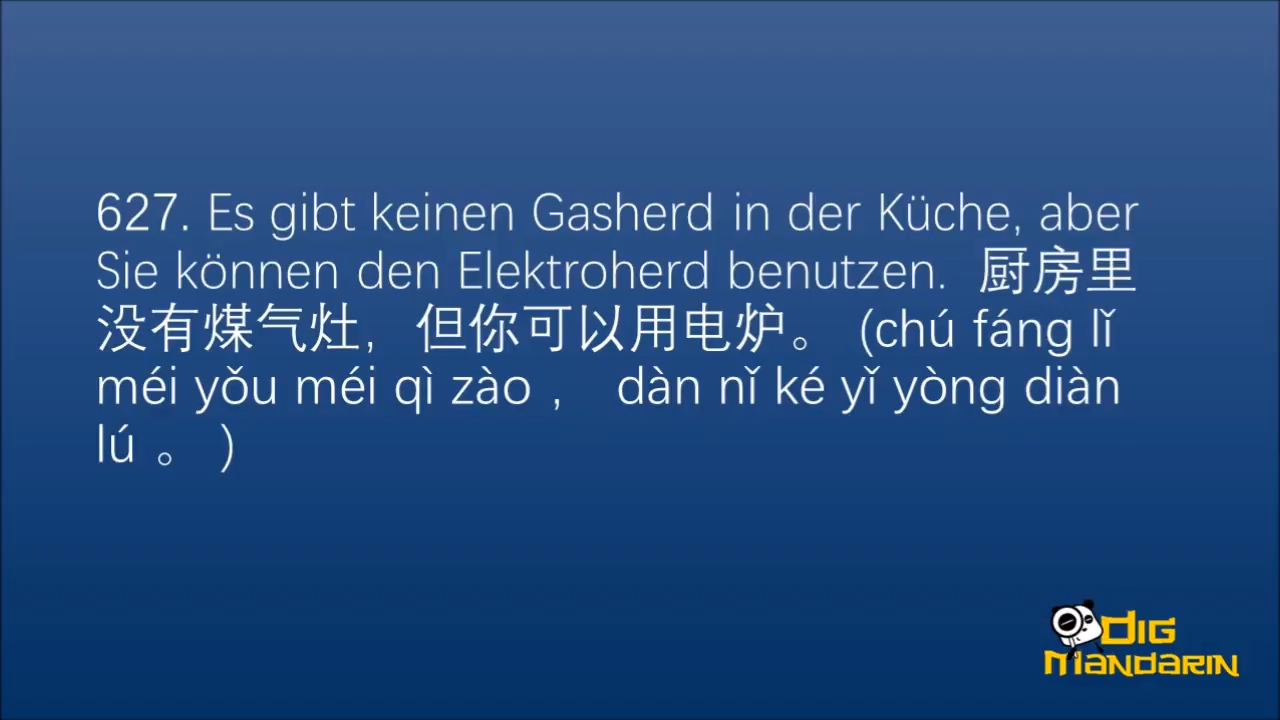 627. Es gibt keinen Gasherd in der Küche, aber
Sie können den Elektroherd benutzen. 厨房里
没有煤气灶，但你可以用电炉。 (chú fáng lǐ
méi yǒu méi qì zào ， dàn nǐ ké yǐ yòng diàn
lú 。 )
DIG
MANDARIN